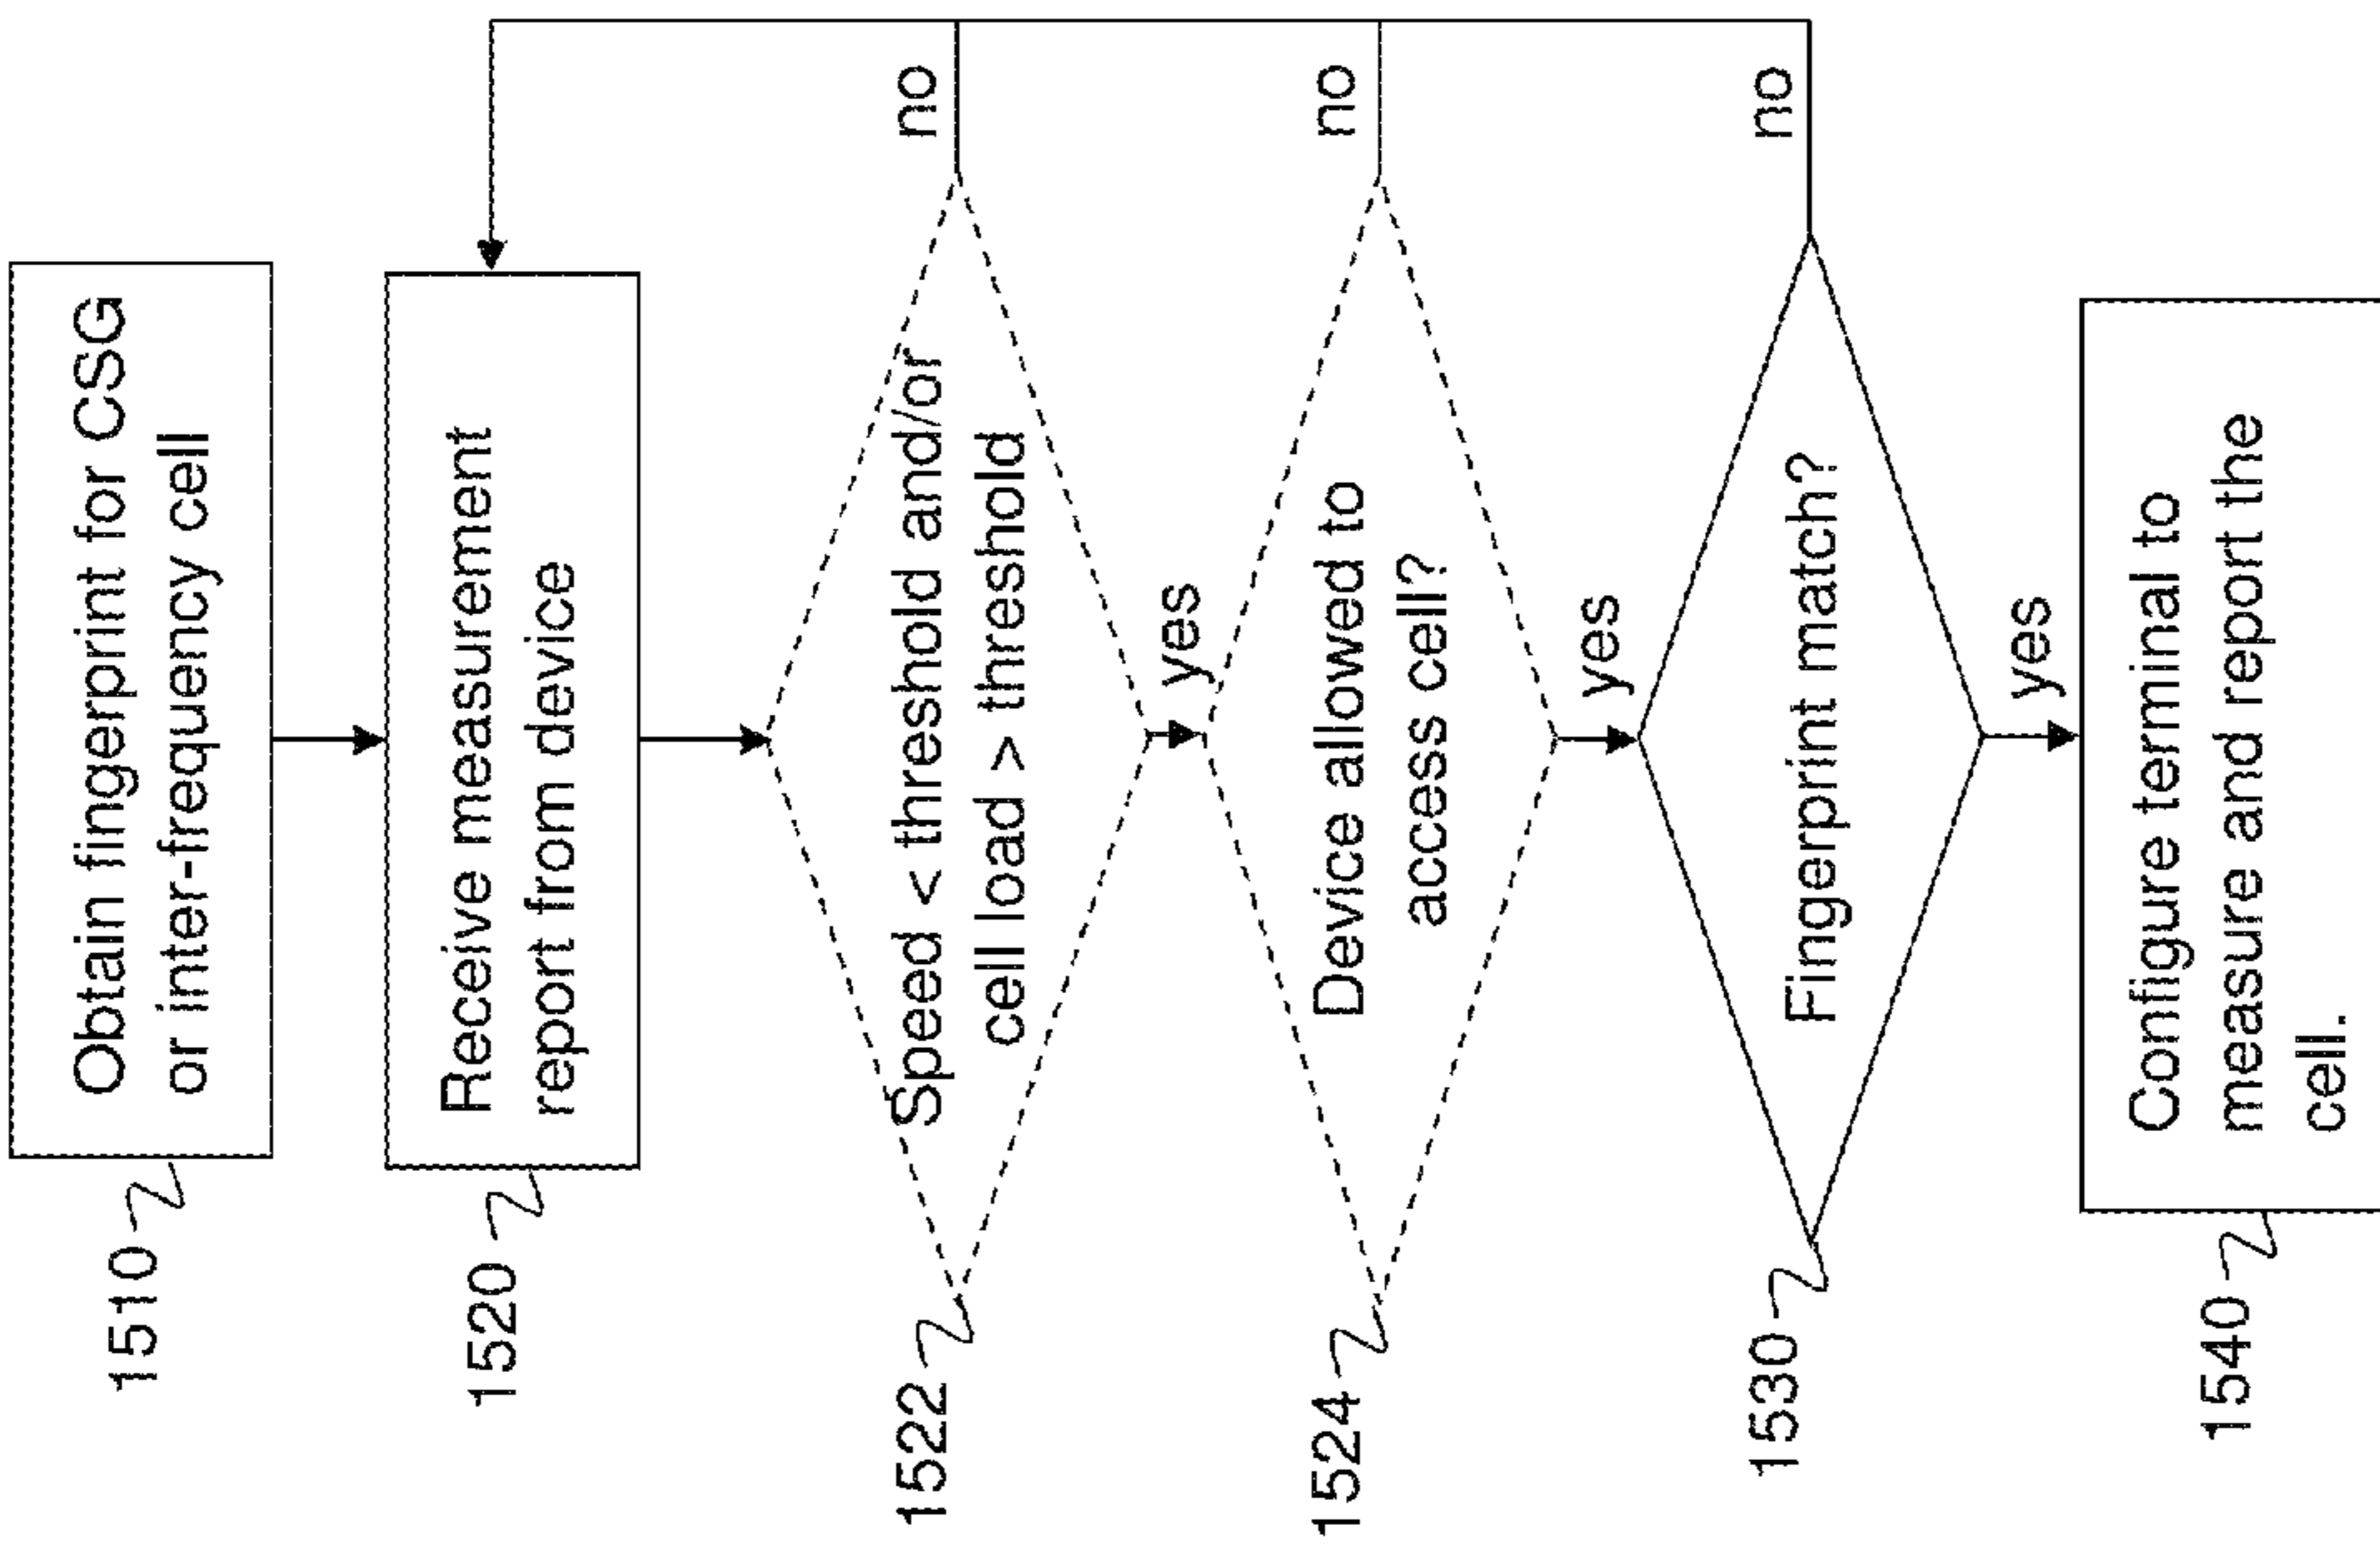 1510
Obtain fingerprint for CSG
or inter-frequency cell
1520
Receive measurement
report from device
1522
Speed < threshold and/or
cell load > threshold
no
yes
1524
Device allowed to
access cell?
no
yes
1530
Fingerprint match?
no
yes
1540
Configure terminal to
measure and report the
cell.